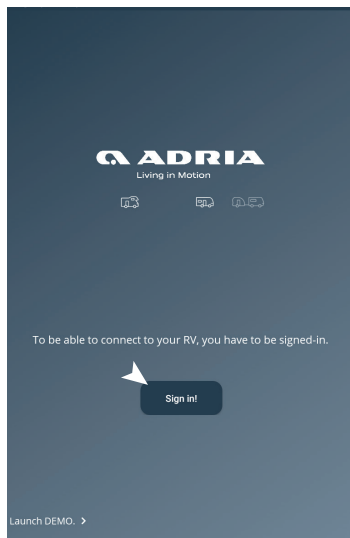 ADRIA
Living in Motion
To be able to connect to your RV, you have to be signed-in.
Sign in!
Launch DEMO. >